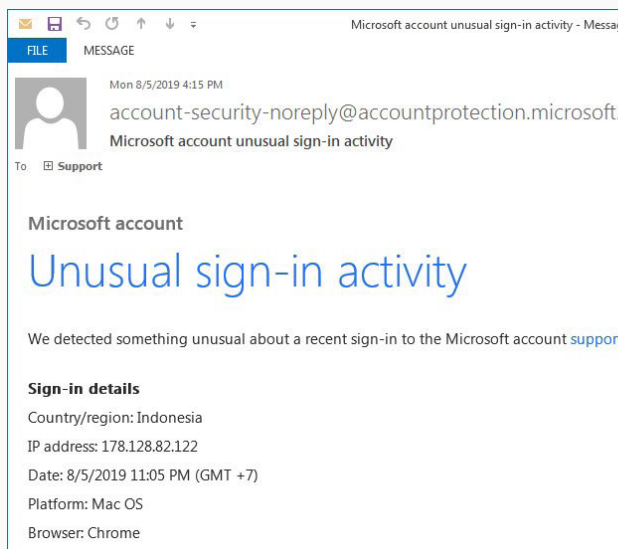 Microsoft account unusual sign-in activity - Messa
FILE MESSAGE
Mon 8/5/2019 4:15 PM
account-security-noreply@accountprotection.microsoft.
Microsoft account unusual sign-in activity
To Support
Microsoft account
Unusual sign-in activity
We detected something unusual about a recent sign-in to the Microsoft account suppor
Sign-in details
Country/region: Indonesia
IP address: 178.128.82.122
Date: 8/5/2019 11:05 PM (GMT +7)
Platform: Mac OS
Browser: Chrome